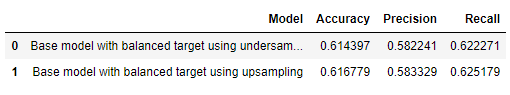 Model Accuracy Precision Recall
0 Base model with balanced target using undersam... 0.614397 0.582241 0.622271
1 Base model with balanced target using upsampling 0.616779 0.583329 0.625179